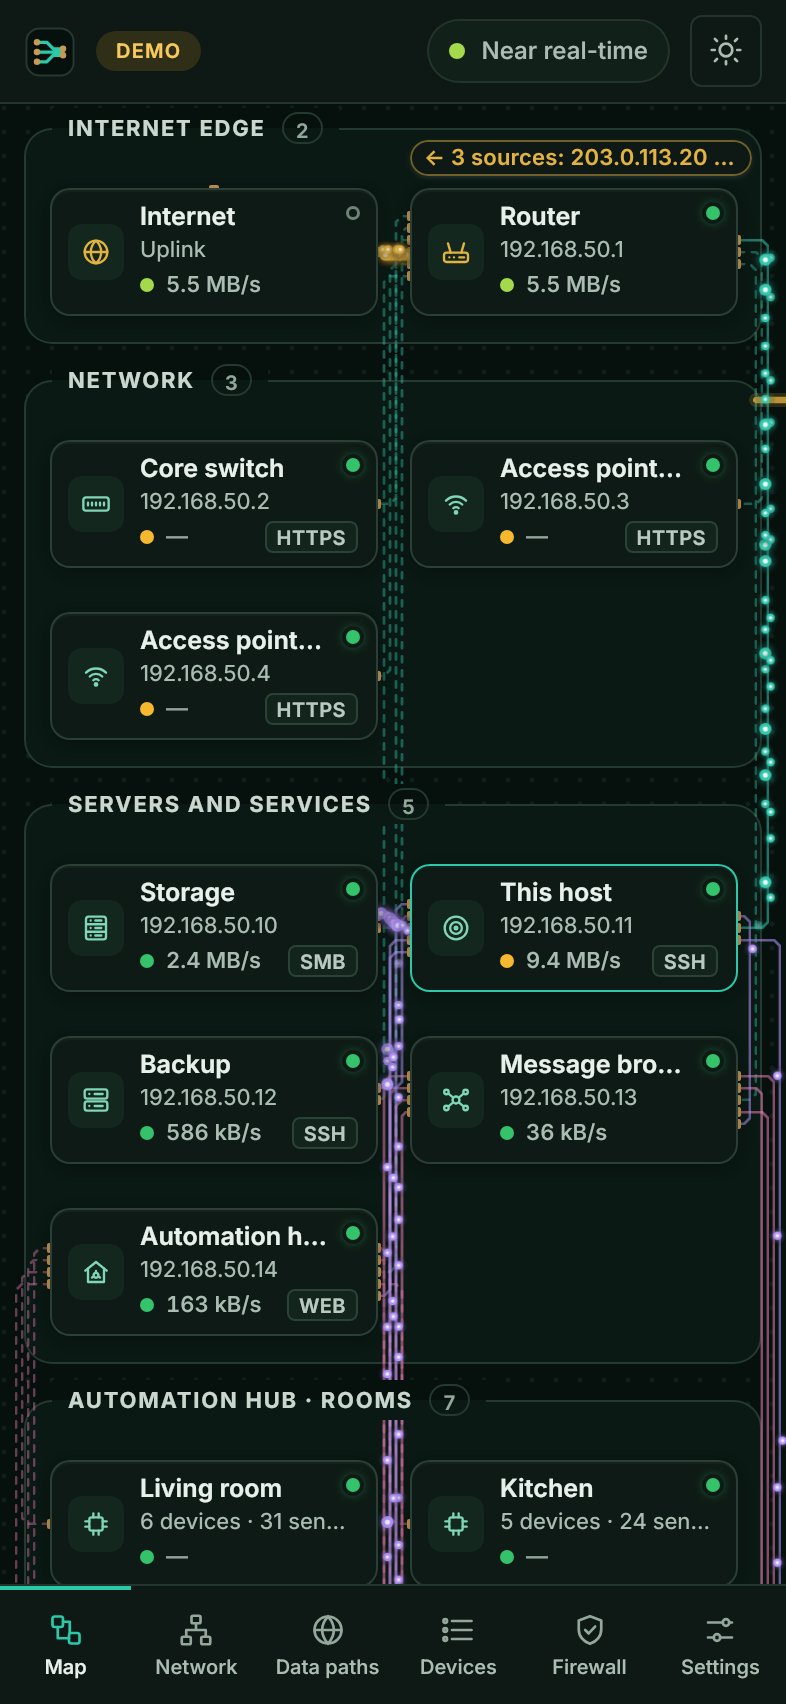 DEMO
Near real-time
INTERNET EDGE 2
← 3 sources: 203.0.113.20 ...
Internet
Uplink
5.5 MB/s
Router
192.168.50.1
5.5 MB/s
NETWORK 3
Core switch
192.168.50.2
— HTTPS
Access point...
192.168.50.3
— HTTPS
Access point...
192.168.50.4
— HTTPS
SERVERS AND SERVICES 5
Storage
192.168.50.10
2.4 MB/s SMB
This host
192.168.50.11
9.4 MB/s SSH
Backup
192.168.50.12
586 kB/s SSH
Message bro...
192.168.50.13
36 kB/s
Automation h...
192.168.50.14
163 kB/s WEB
AUTOMATION HUB · ROOMS 7
Living room
6 devices · 31 sen...
—
Kitchen
5 devices · 24 sen...
—
Map
Network
Data paths
Devices
Firewall
Settings